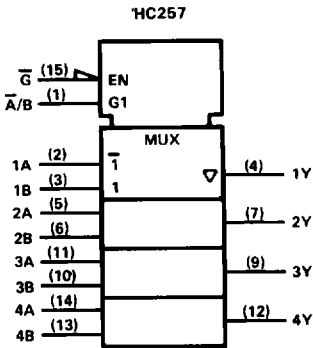 'HC257
G̅ (15) EN
A̅/B (1) G1
MUX
1A (2) 1̅
1B (3) 1
(4) 1Y
2A (5)
2B (6)
(7) 2Y
3A (11)
3B (10)
(9) 3Y
4A (14)
4B (13)
(12) 4Y